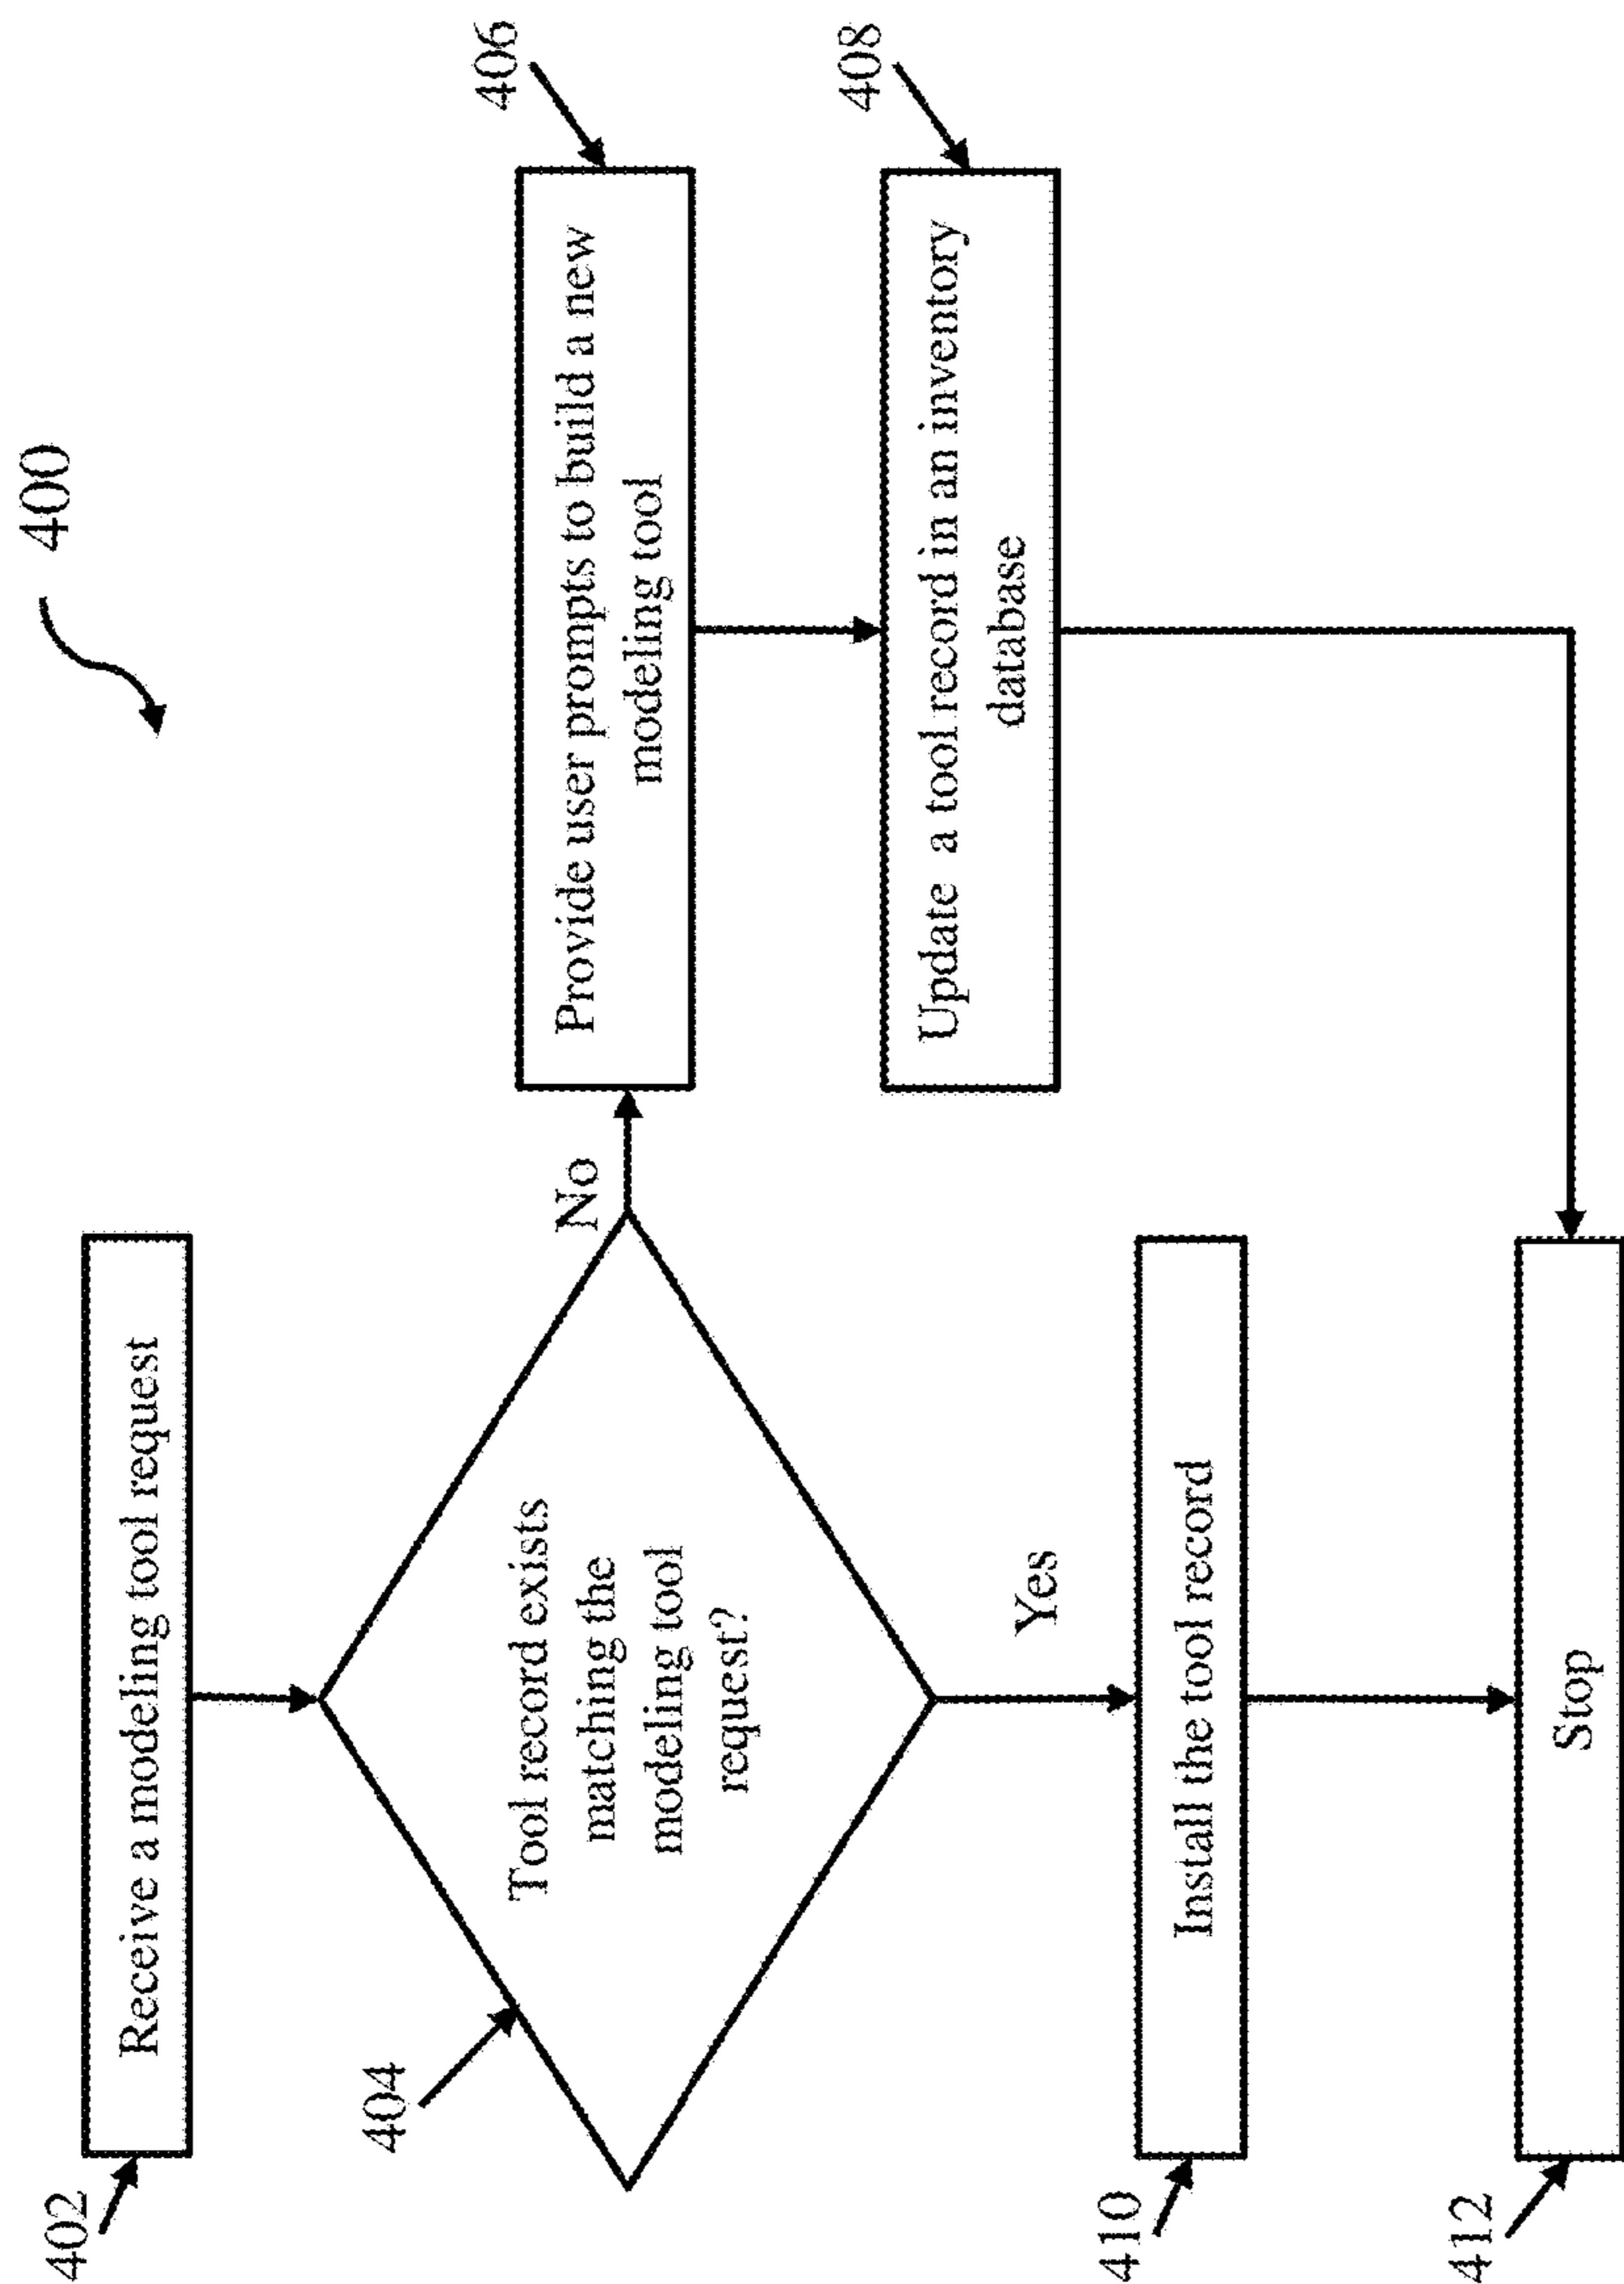 400
402
Receive a modeling tool request
404
Tool record exists
matching the
modeling tool
request?
No
406
Provide user prompts to build a new
modeling tool
408
Update a tool record in an inventory
database
Yes
410
Install the tool record
412
Stop